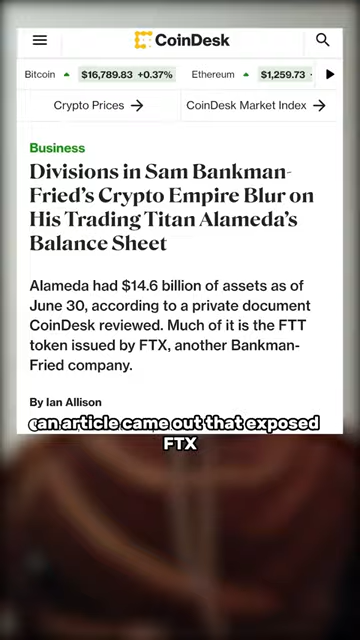 CoinDesk
Bitcoin $16,789.83 +0.37% Ethereum $1,259.73
Crypto Prices → CoinDesk Market Index →
Business
Divisions in Sam Bankman-
Fried's Crypto Empire Blur on
His Trading Titan Alameda's
Balance Sheet
Alameda had $14.6 billion of assets as of
June 30, according to a private document
CoinDesk reviewed. Much of it is the FTT
token issued by FTX, another Bankman-
Fried company.
By Ian Allison
an article came out that exposed
FTX